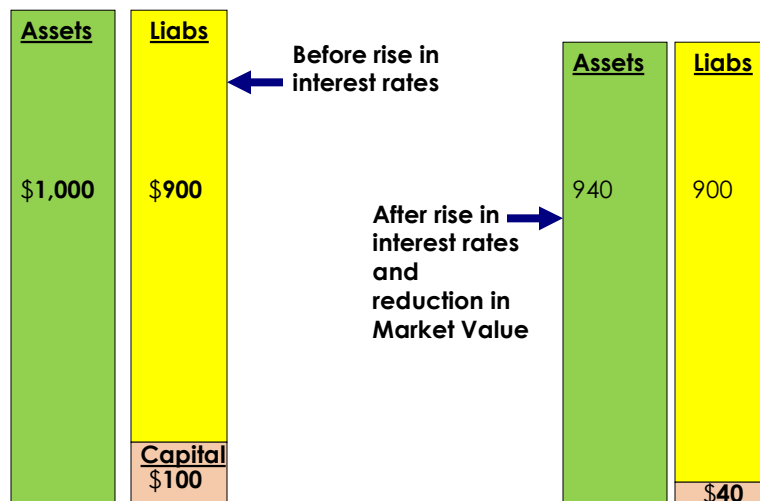 Assets
Liabs
Before rise in
interest rates
$1,000
$900
Capital
$100
Assets
Liabs
940
900
After rise in
interest rates
and
reduction in
Market Value
$40